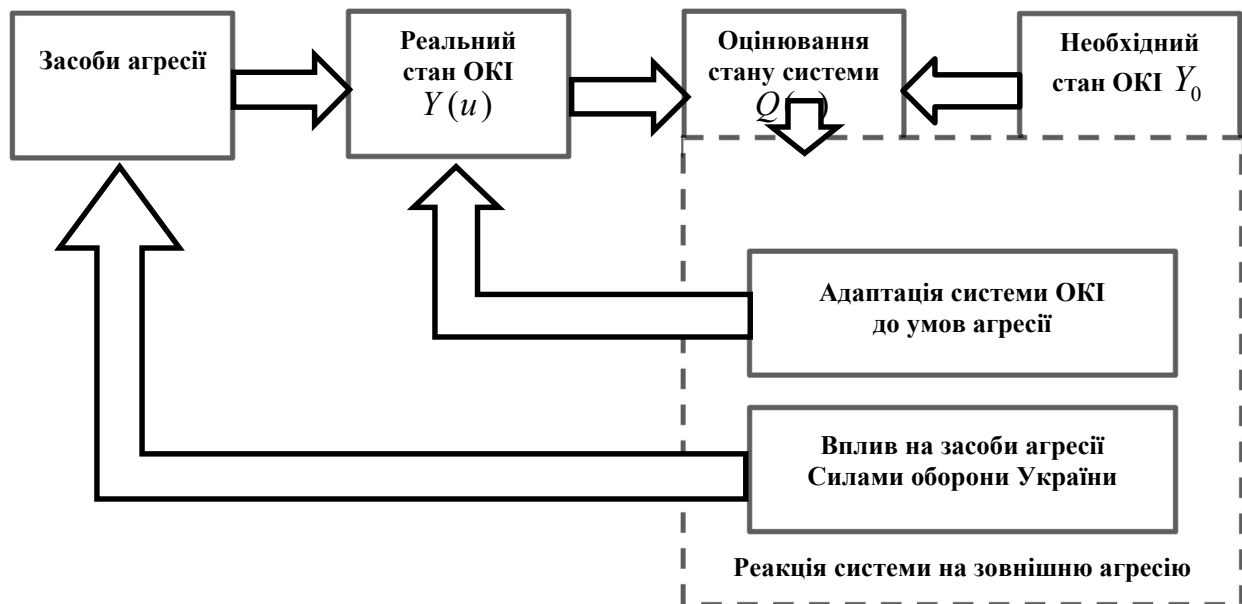 Засоби агресії
Реальний
стан ОКІ
Y(u)
Оцінювання
стану системи
Q( )
Необхідний
стан ОКІ Y₀
Адаптація системи ОКІ
до умов агресії
Вплив на засоби агресії
Силами оборони України
Реакція системи на зовнішню агресію